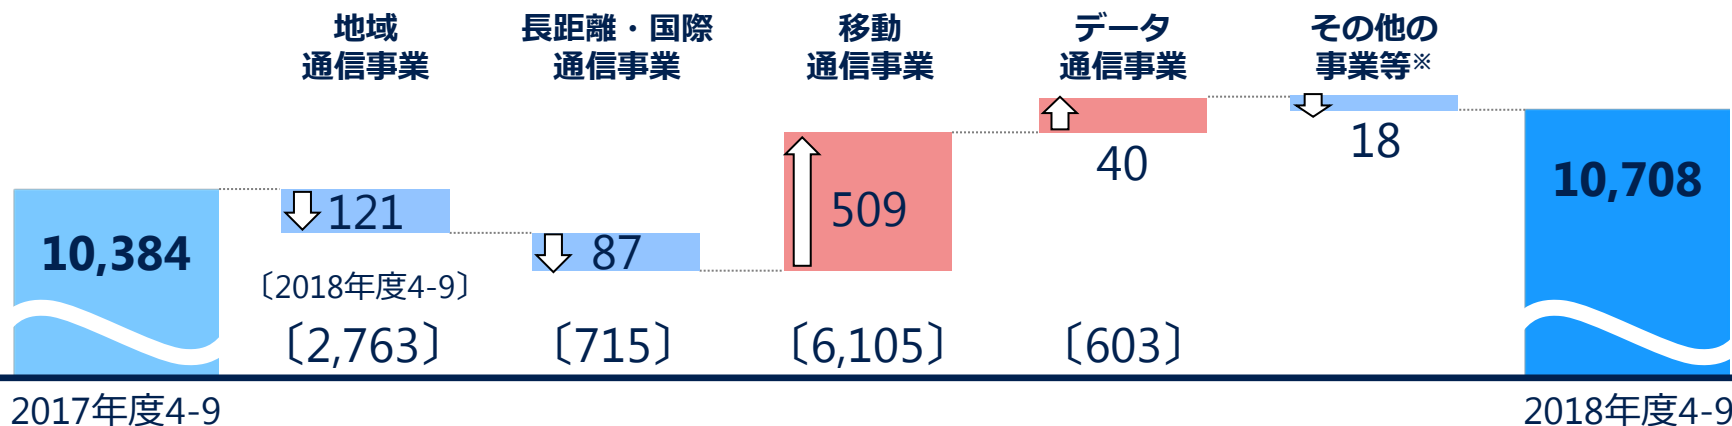 地域
通信事業
長距離・国際
通信事業
移動
通信事業
データ
通信事業
その他の
事業等※
10,384
121
〔2018年度4-9〕
〔2,763〕
87
〔715〕
509
〔6,105〕
40
〔603〕
18
10,708
2017年度4-9
2018年度4-9